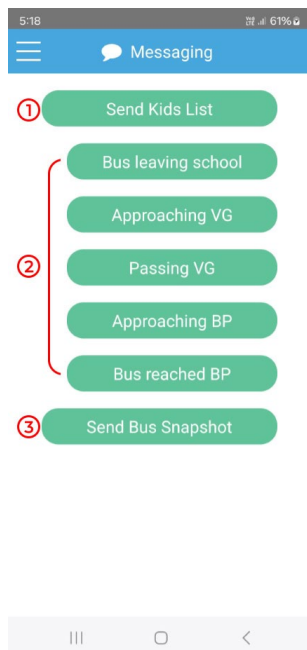 5:18 61%
Messaging
1 Send Kids List
Bus leaving school
Approaching VG
2 Passing VG
Approaching BP
Bus reached BP
3 Send Bus Snapshot